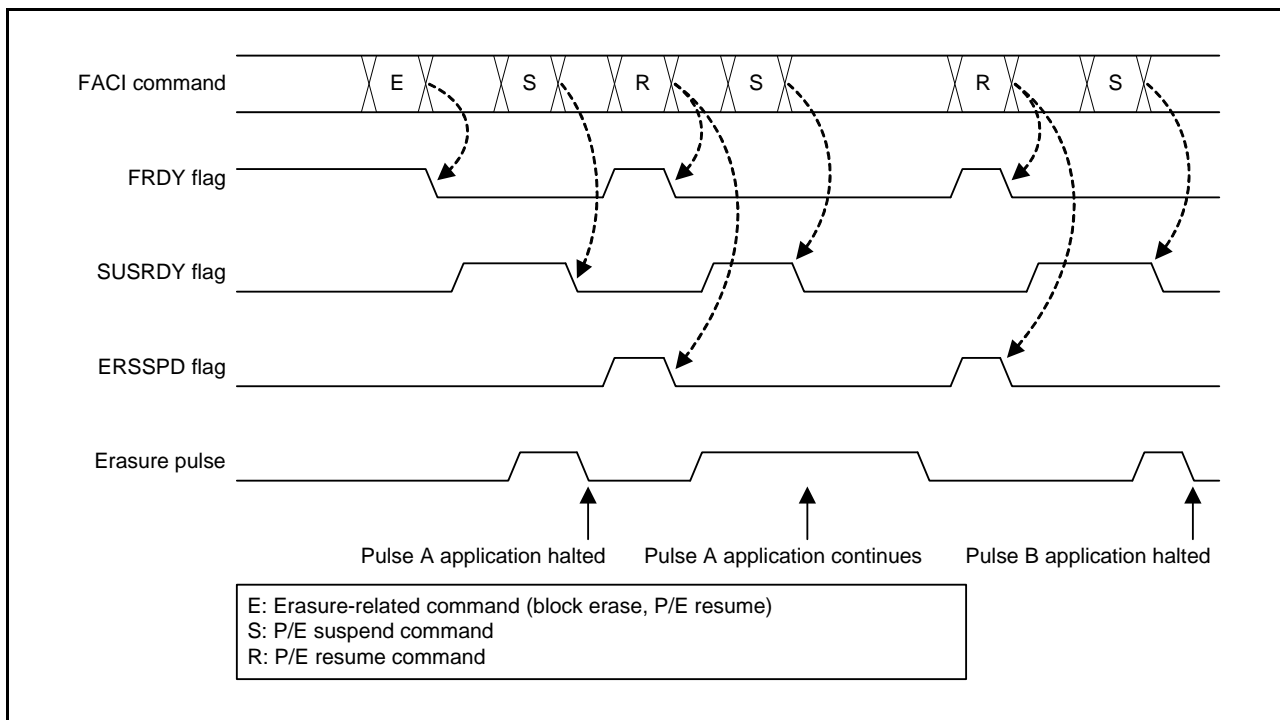 FACI command
E
S
R
S
R
S
FRDY flag
SUSRDY flag
ERSSPD flag
Erasure pulse
Pulse A application halted
Pulse A application continues
Pulse B application halted
E: Erasure-related command (block erase, P/E resume)
S: P/E suspend command
R: P/E resume command